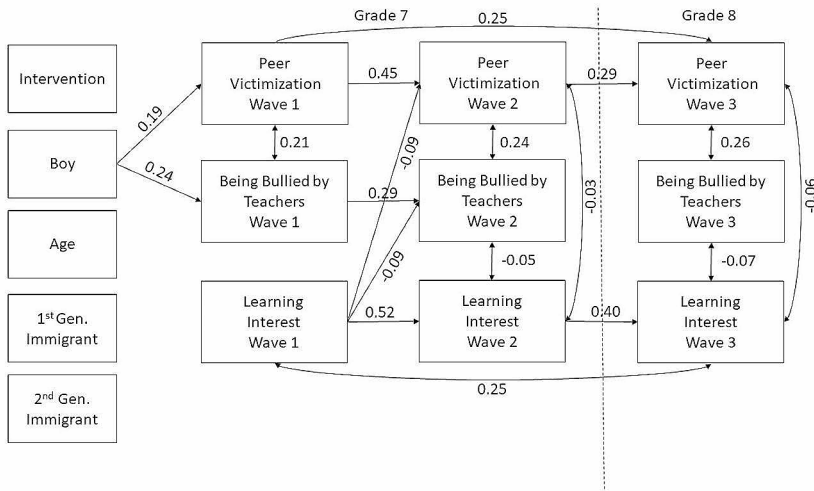 0.25
Grade 7
Grade 8
Intervention
Boy
Age
1st Gen.
Immigrant
2nd Gen.
Immigrant
0.19
0.24
Peer
Victimization
Wave 1
0.45
Peer
Victimization
Wave 2
0.29
Peer
Victimization
Wave 3
0.21
-0.09
0.24
0.26
Being Bullied by
Teachers
Wave 1
0.29
Being Bullied by
Teachers
Wave 2
-0.03
Being Bullied by
Teachers
Wave 3
-0.06
-0.09
-0.05
-0.07
Learning
Interest
Wave 1
0.52
Learning
Interest
Wave 2
0.40
Learning
Interest
Wave 3
0.25